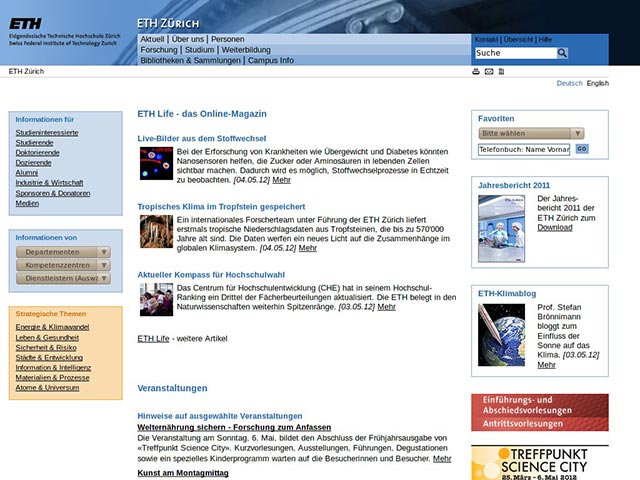 ETH
Eidgenössische Technische Hochschule Zürich
Swiss Federal Institute of Technology Zurich
ETH ZÜRICH
Aktuell | Über uns | Personen
Forschung | Studium | Weiterbildung
Bibliotheken & Sammlungen | Campus Info
Kontakt | Übersicht | Hilfe
Suche
ETH Zürich
Deutsch English
Informationen für
Studieninteressierte
Studierende
Doktorierende
Dozierende
Alumni
Industrie & Wirtschaft
Sponsoren & Donatoren
Medien
Informationen von
Departementen
Kompetenzzentren
Dienstleistern (Auswa
Strategische Themen
Energie & Klimawandel
Leben & Gesundheit
Sicherheit & Risiko
Städte & Entwicklung
Information & Intelligenz
Materialien & Prozesse
Atome & Universum
ETH Life - das Online-Magazin
Live-Bilder aus dem Stoffwechsel
Bei der Erforschung von Krankheiten wie Übergewicht und Diabetes könnten
Nanosensoren helfen, die Zucker oder Aminosäuren in lebenden Zellen
sichtbar machen. Dadurch wird es möglich, Stoffwechselprozesse in Echtzeit
zu beobachten. [04.05.12] Mehr
Tropisches Klima im Tropfstein gespeichert
Ein internationales Forscherteam unter Führung der ETH Zürich liefert
erstmals tropische Niederschlagsdaten aus Tropfsteinen, die bis zu 570'000
Jahre alt sind. Die Daten werfen ein neues Licht auf die Zusammenhänge im
globalen Klimasystem. [04.05.12] Mehr
Aktueller Kompass für Hochschulwahl
Das Centrum für Hochschulentwicklung (CHE) hat in seinem Hochschul-
Ranking ein Drittel der Fächerbeurteilungen aktualisiert. Die ETH belegt in den
Naturwissenschaften weiterhin Spitzenränge. [03.05.12] Mehr
ETH Life - weitere Artikel
Veranstaltungen
Hinweise auf ausgewählte Veranstaltungen
Welternährung sichern - Forschung zum Anfassen
Die Veranstaltung am Sonntag, 6. Mai, bildet den Abschluss der Frühjahrsausgabe von
«Treffpunkt Science City». Kurzvorlesungen, Ausstellungen, Führungen, Degustationen
sowie ein spezielles Kinderprogramm warten auf die Besucherinnen und Besucher. Mehr
Kunst am Montagmittag
Favoriten
Bitte wählen
Telefonbuch: Name Vornam
GO
Jahresbericht 2011
Der Jahres-
bericht 2011 der
ETH Zürich zum
Download
ETH-Klimablog
Prof. Stefan
Brönnimann
bloggt zum
Einfluss der
Sonne auf das
Klima. [03.05.12]
Mehr
Einführungs- und
Abschiedsvorlesungen
Antrittsvorlesungen
TREFFPUNKT
SCIENCE CITY
25. März - 6. Mai 2012